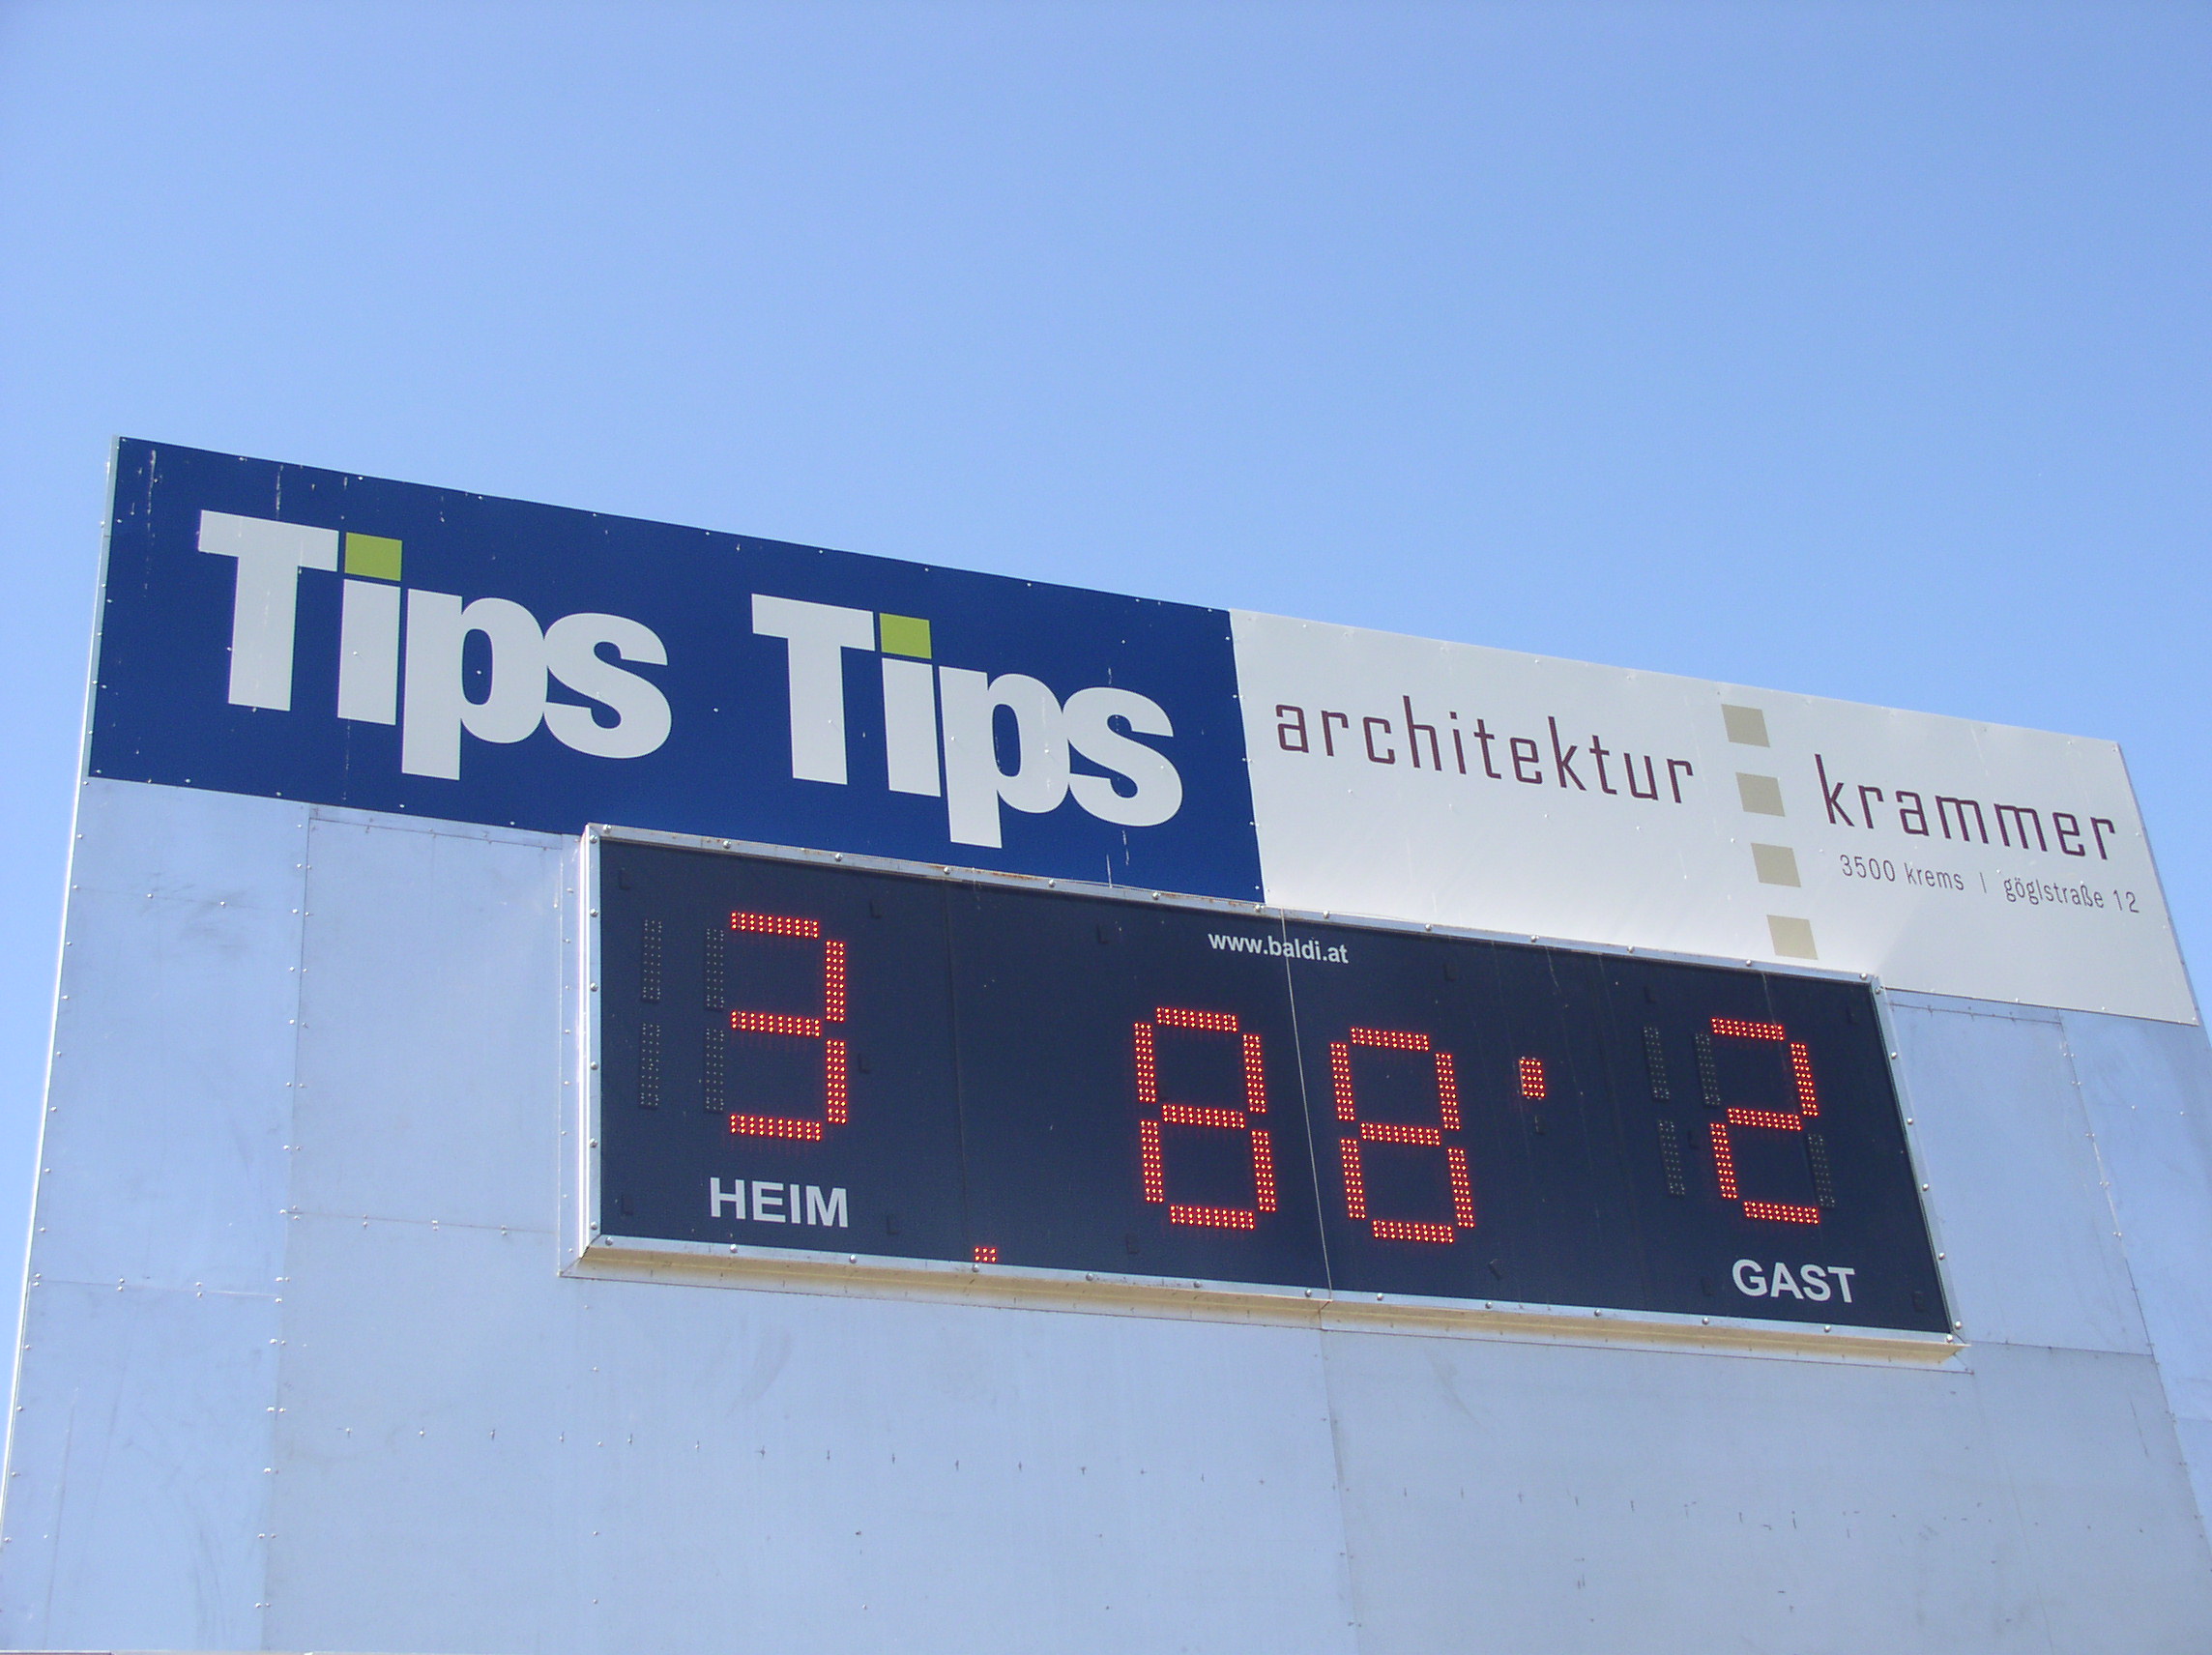 Tips Tips
architektur krammer
3500 krems | göglstraße 12
www.baldi.at
3 88' 2
HEIM GAST